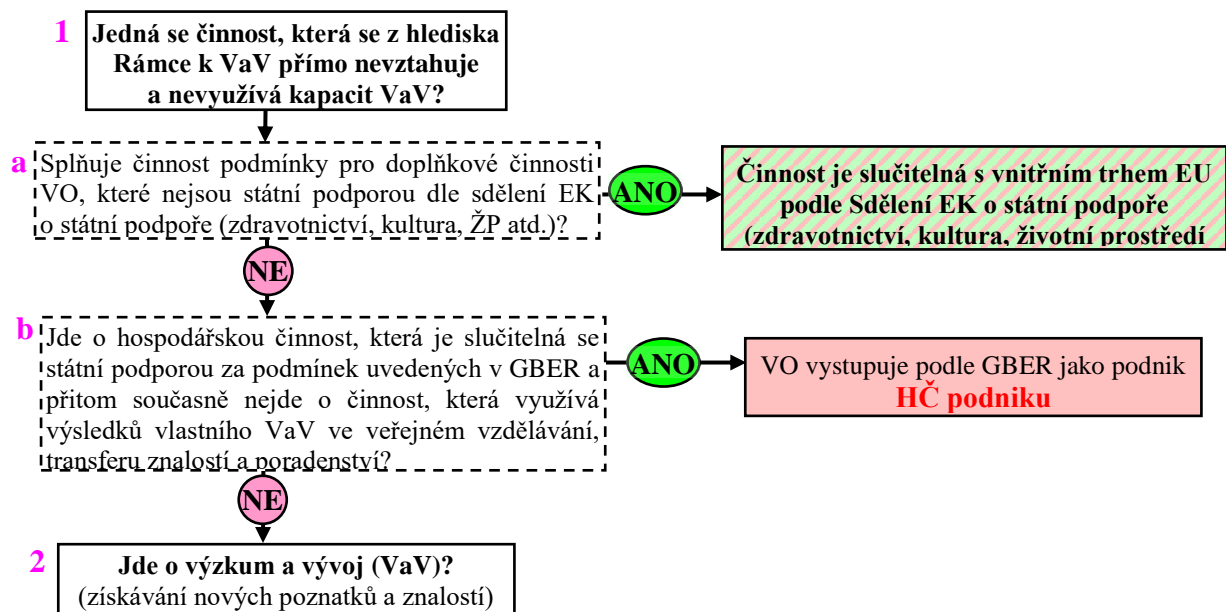 1
Jedná se činnost, která se z hlediska
Rámce k VaV přímo nevztahuje
a nevyužívá kapacit VaV?
a
Splňuje činnost podmínky pro doplňkové činnosti
VO, které nejsou státní podporou dle sdělení EK
o státní podpoře (zdravotnictví, kultura, ŽP atd.)?
ANO
Činnost je slučitelná s vnitřním trhem EU
podle Sdělení EK o státní podpoře
(zdravotnictví, kultura, životní prostředí
NE
b
Jde o hospodářskou činnost, která je slučitelná se
státní podporou za podmínek uvedených v GBER a
přitom současně nejde o činnost, která využívá
výsledků vlastního VaV ve veřejném vzdělávání,
transferu znalostí a poradenství?
ANO
VO vystupuje podle GBER jako podnik
HČ podniku
NE
2
Jde o výzkum a vývoj (VaV)?
(získávání nových poznatků a znalostí)